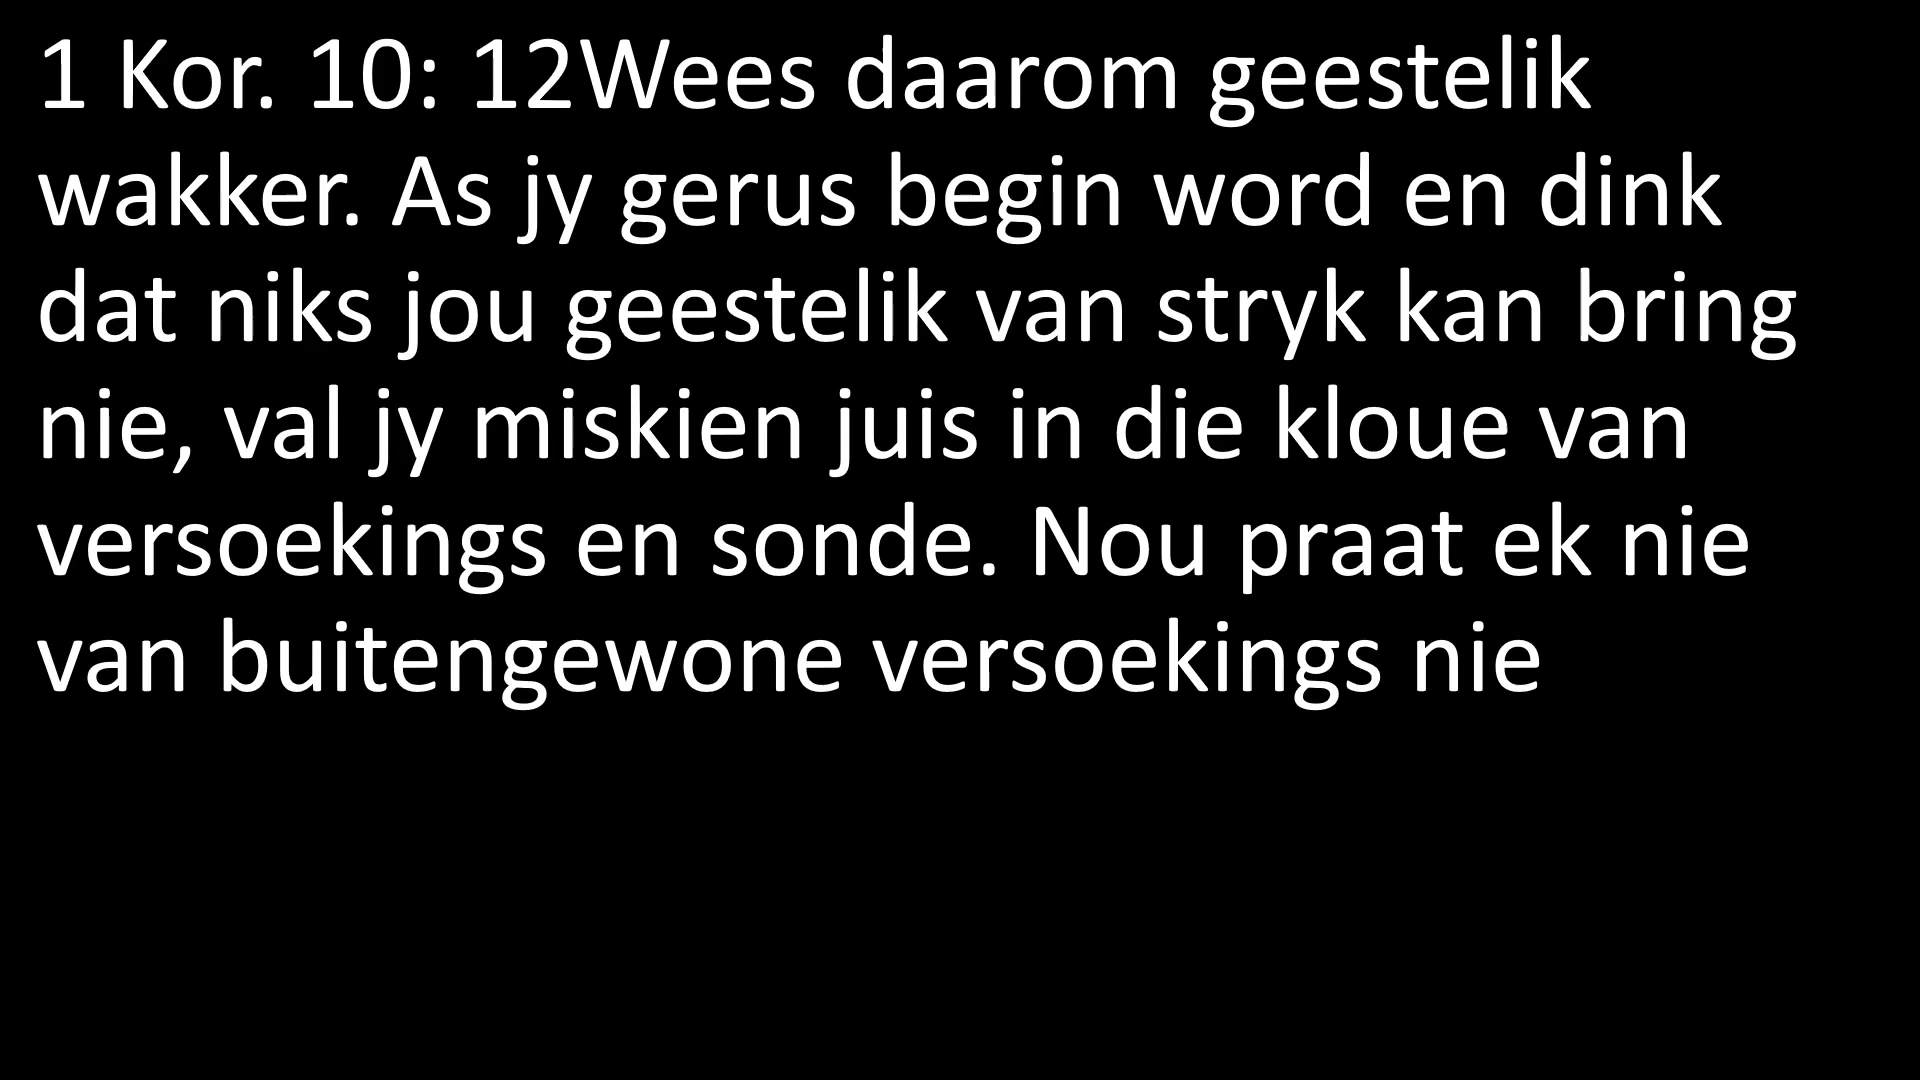 1 Kor. 10: 12Wees daarom geestelik
wakker. As jy gerus begin word en dink
dat niks jou geestelik van stryk kan bring
nie, val jy miskien juis in die kloue van
versoekings en sonde. Nou praat ek nie
van buitengewone versoekings nie